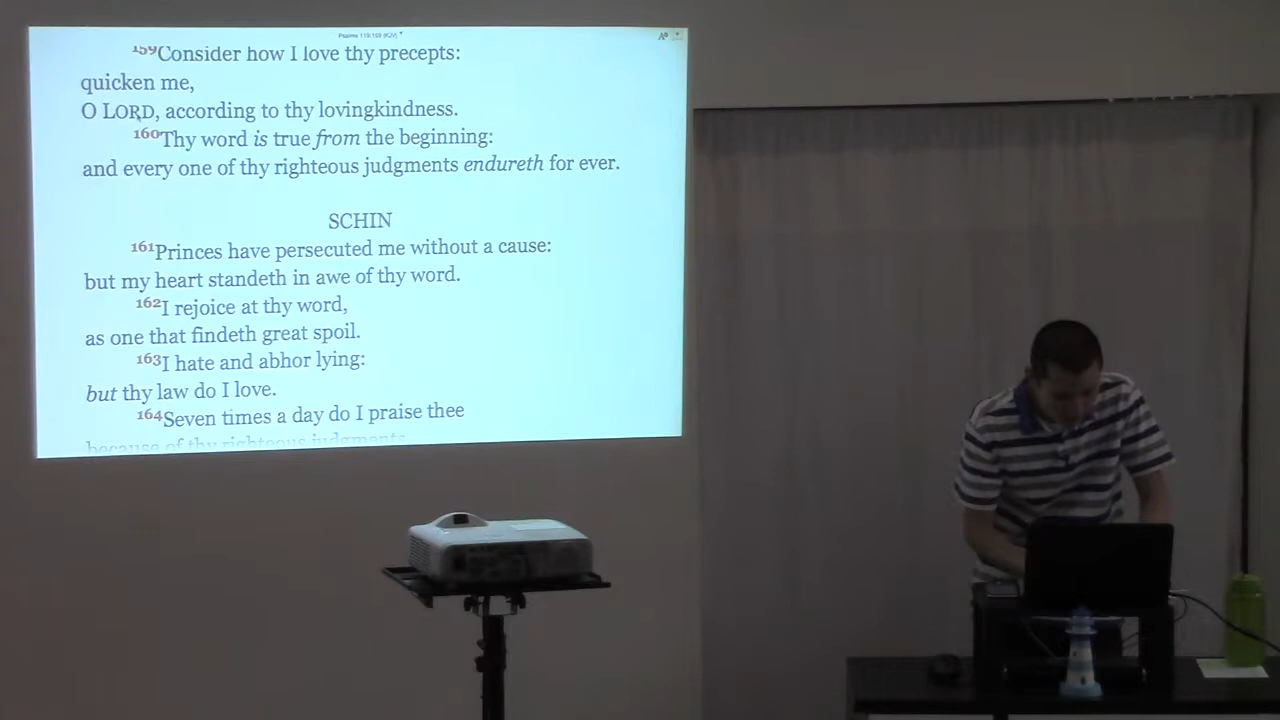 Psalms 119:159 (KJV)
159Consider how I love thy precepts:
quicken me,
O LORD, according to thy lovingkindness.
160Thy word is true from the beginning:
and every one of thy righteous judgments endureth for ever.
SCHIN
161Princes have persecuted me without a cause:
but my heart standeth in awe of thy word.
162I rejoice at thy word,
as one that findeth great spoil.
163I hate and abhor lying:
but thy law do I love.
164Seven times a day do I praise thee
because of thy righteous judgments